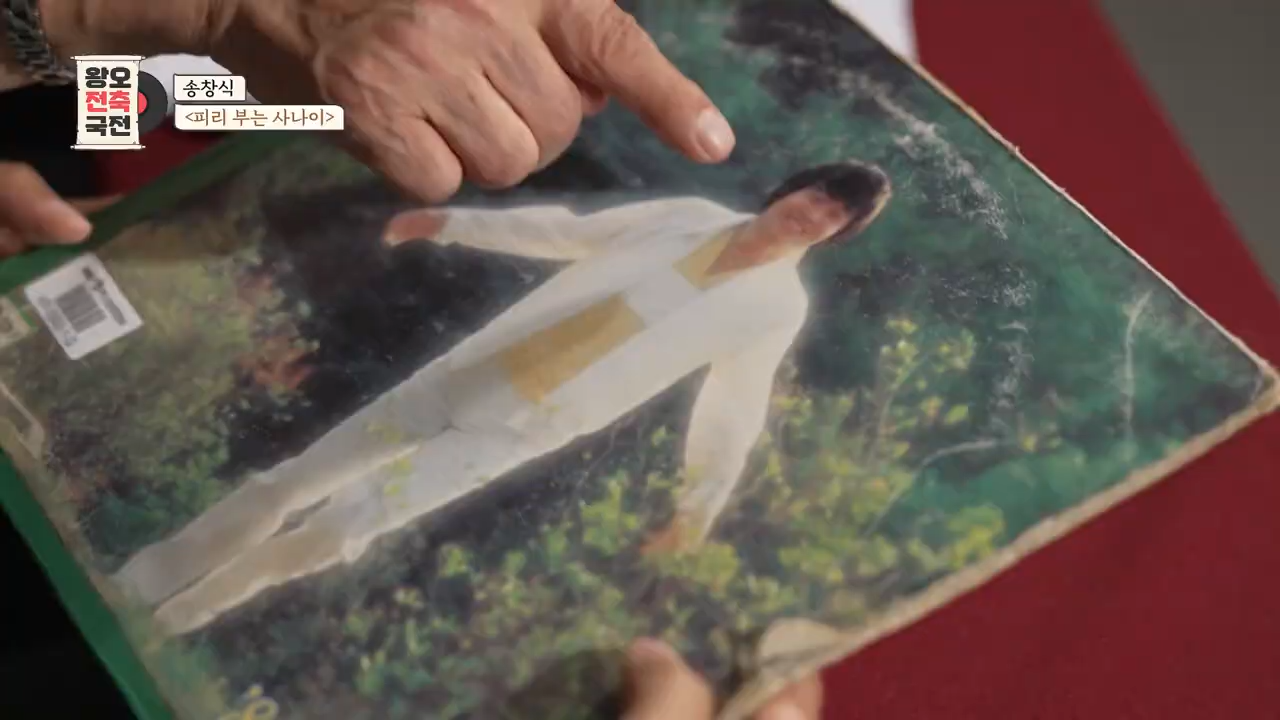 왕오
전축
국전
송창식
<피리 부는 사나이>